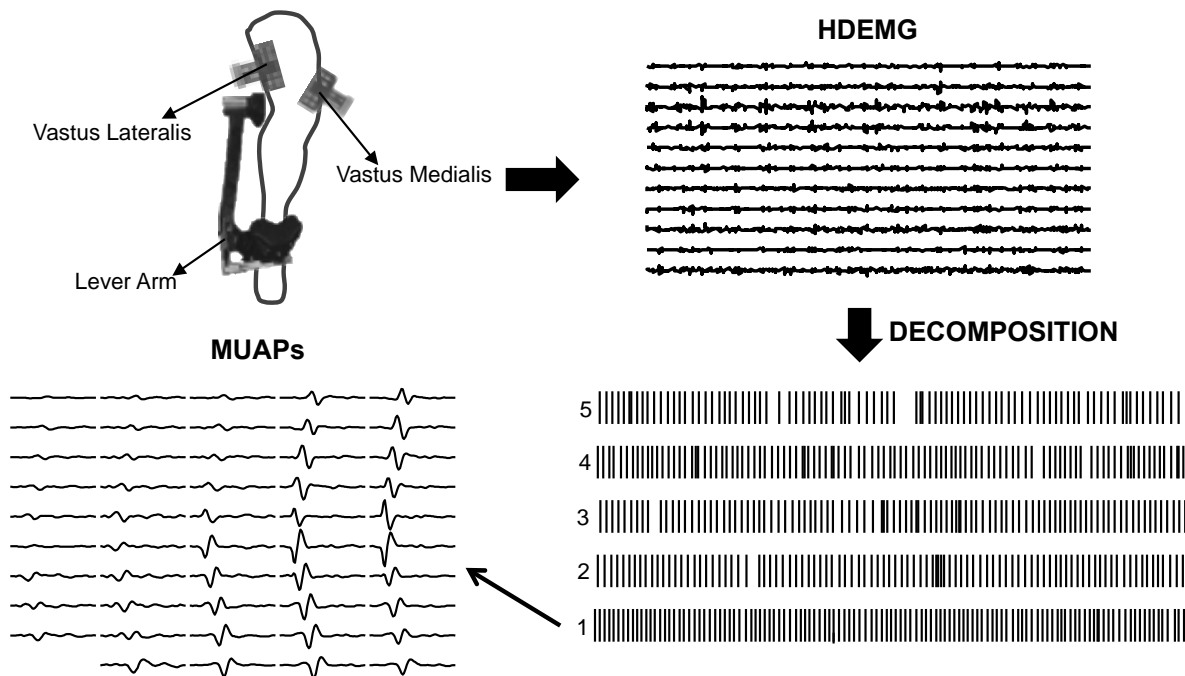 HDEMG
Vastus Lateralis
Vastus Medialis
Lever Arm
DECOMPOSITION
MUAPs
5
4
3
2
1